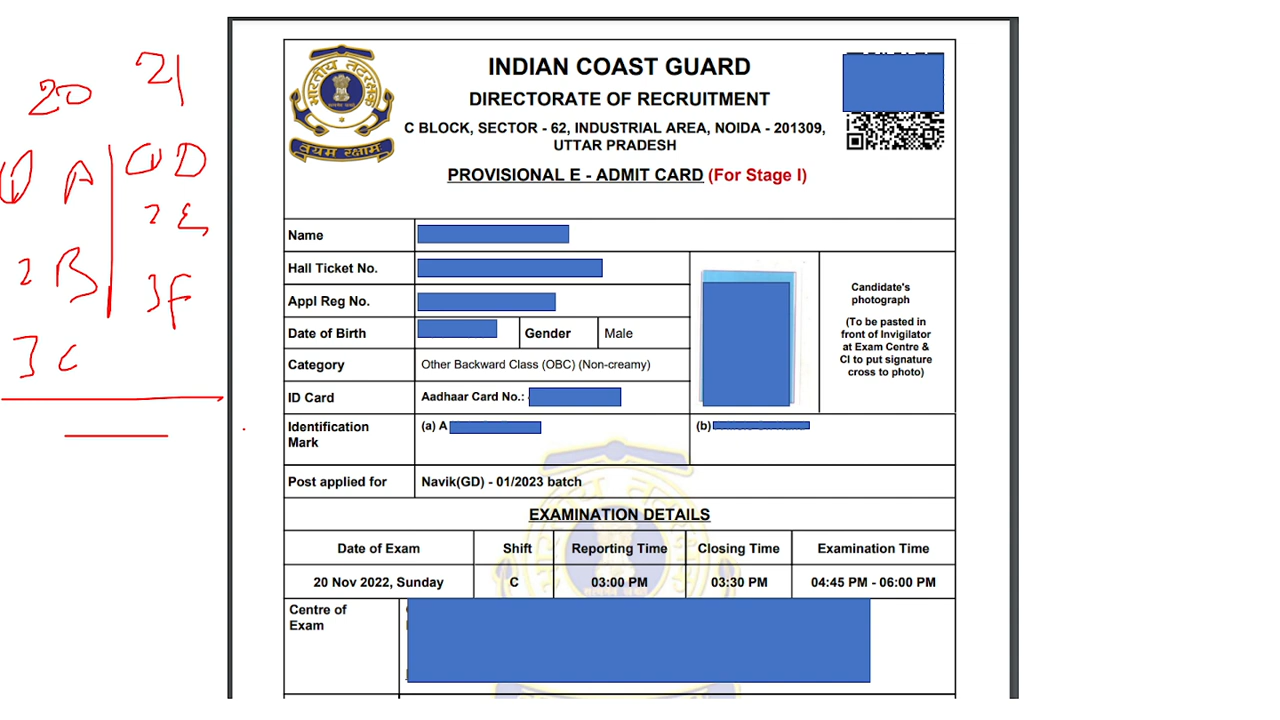 20 21
1 A 1 D
2 E
2 B
3 F
3 C
भारतीय तटरक्षक
वयम रक्षामः
INDIAN COAST GUARD
DIRECTORATE OF RECRUITMENT
C BLOCK, SECTOR - 62, INDUSTRIAL AREA, NOIDA - 201309,
UTTAR PRADESH
PROVISIONAL E - ADMIT CARD (For Stage I)
Name
Hall Ticket No.
Appl Reg No.
Date of Birth Gender Male
Category Other Backward Class (OBC) (Non-creamy)
ID Card Aadhaar Card No.:
Candidate's
photograph
(To be pasted in
front of Invigilator
at Exam Centre &
CI to put signature
cross to photo)
Identification
Mark
(a) A (b)
Post applied for Navik(GD) - 01/2023 batch
EXAMINATION DETAILS
Date of Exam Shift Reporting Time Closing Time Examination Time
20 Nov 2022, Sunday C 03:00 PM 03:30 PM 04:45 PM - 06:00 PM
Centre of
Exam